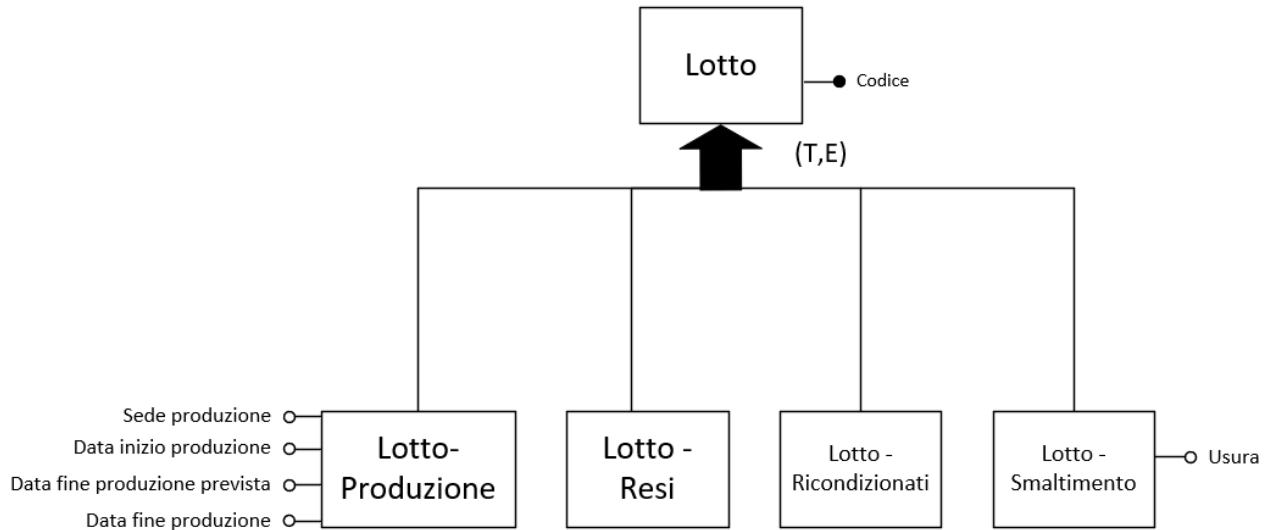 Lotto
Codice
(T,E)
Sede produzione
Data inizio produzione
Data fine produzione prevista
Data fine produzione
Lotto-
Produzione
Lotto -
Resi
Lotto -
Ricondizionati
Lotto -
Smaltimento
Usura